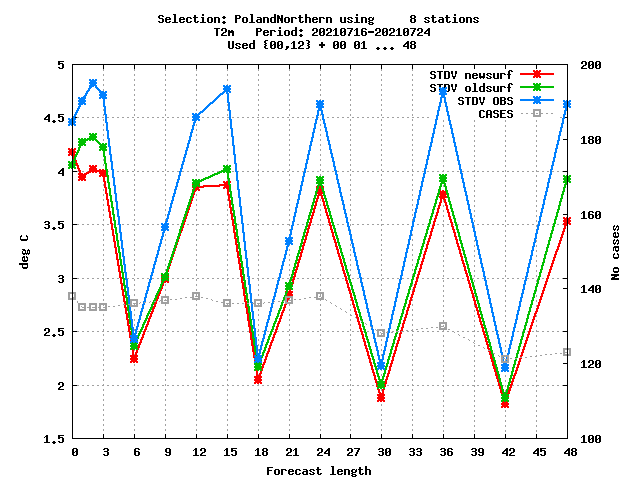 Selection: PolandNorthern using     8 stations
T2m   Period: 20210716-20210724
Used {00,12} + 00 01 ... 48
STDV newsurf
STDV oldsurf
STDV OBS
CASES
5
4.5
4
3.5
3
2.5
2
1.5
deg C
200
180
160
140
120
100
No cases
0 3 6 9 12 15 18 21 24 27 30 33 36 39 42 45 48
Forecast length